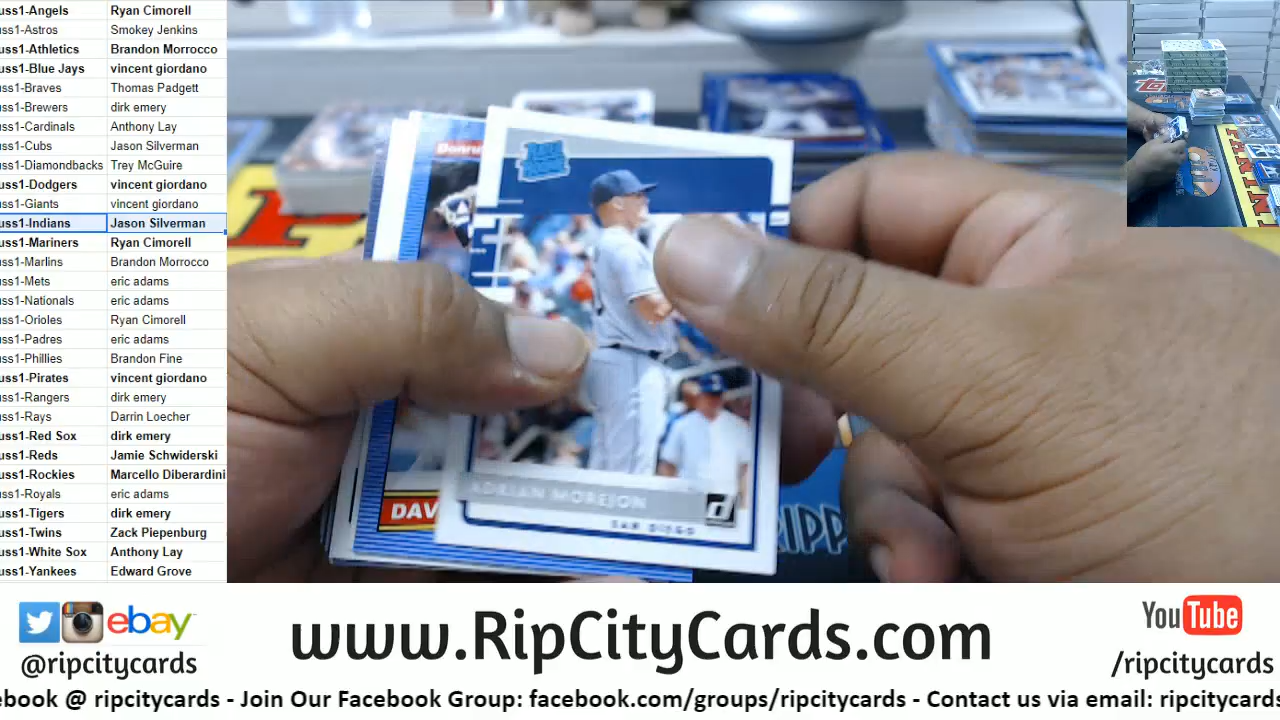 uss1-Angels Ryan Cimorell
uss1-Astros Smokey Jenkins
uss1-Athletics Brandon Morrocco
uss1-Blue Jays vincent giordano
uss1-Braves Thomas Padgett
uss1-Brewers dirk emery
uss1-Cardinals Anthony Lay
uss1-Cubs Jason Silverman
uss1-Diamondbacks Trey McGuire
uss1-Dodgers vincent giordano
uss1-Giants vincent giordano
uss1-Indians Jason Silverman
uss1-Mariners Ryan Cimorell
uss1-Marlins Brandon Morrocco
uss1-Mets eric adams
uss1-Nationals eric adams
uss1-Orioles Ryan Cimorell
uss1-Padres eric adams
uss1-Phillies Brandon Fine
uss1-Pirates vincent giordano
uss1-Rangers dirk emery
uss1-Rays Darrin Loecher
uss1-Red Sox dirk emery
uss1-Reds Jamie Schwiderski
uss1-Rockies Marcello Diberardini
uss1-Royals eric adams
uss1-Tigers dirk emery
uss1-Twins Zack Piepenburg
uss1-White Sox Anthony Lay
uss1-Yankees Edward Grove
Donru
DAV
ADRIAN MOREJON
SAN DIEGO
RIPP
ebay
@ripcitycards
www.RipCityCards.com
YouTube
/ripcitycards
ebook @ ripcitycards - Join Our Facebook Group: facebook.com/groups/ripcitycards - Contact us via email: ripcitycards